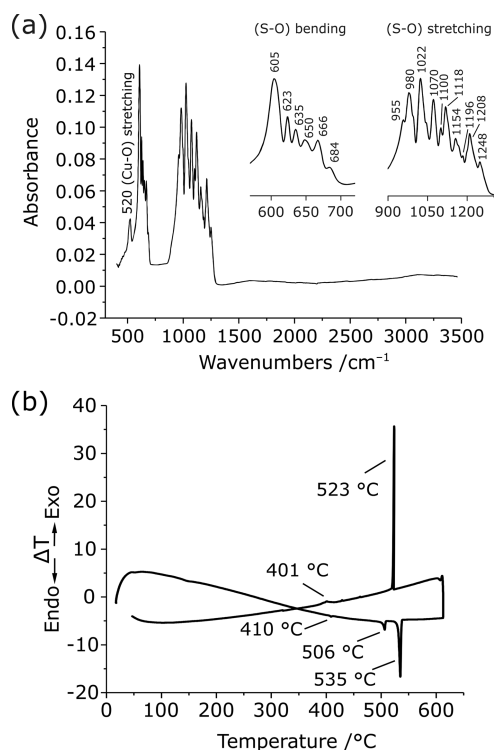 (a)
(S-O) bending
(S-O) stretching
0.16
0.14
0.12
0.10
0.08
0.06
0.04
0.02
0.00
-0.02
Absorbance
520 (Cu-O) stretching
605
623
635
650
666
684
600 650 700
955
980
1022
1070
1100
1118
1154
1196
1208
1248
900 1050 1200
500 1000 1500 2000 2500 3000 3500
Wavenumbers /cm⁻¹
(b)
40
30
20
10
0
-10
-20
Endo ΔT Exo
523 °C
401 °C
410 °C
506 °C
535 °C
0 100 200 300 400 500 600
Temperature /°C